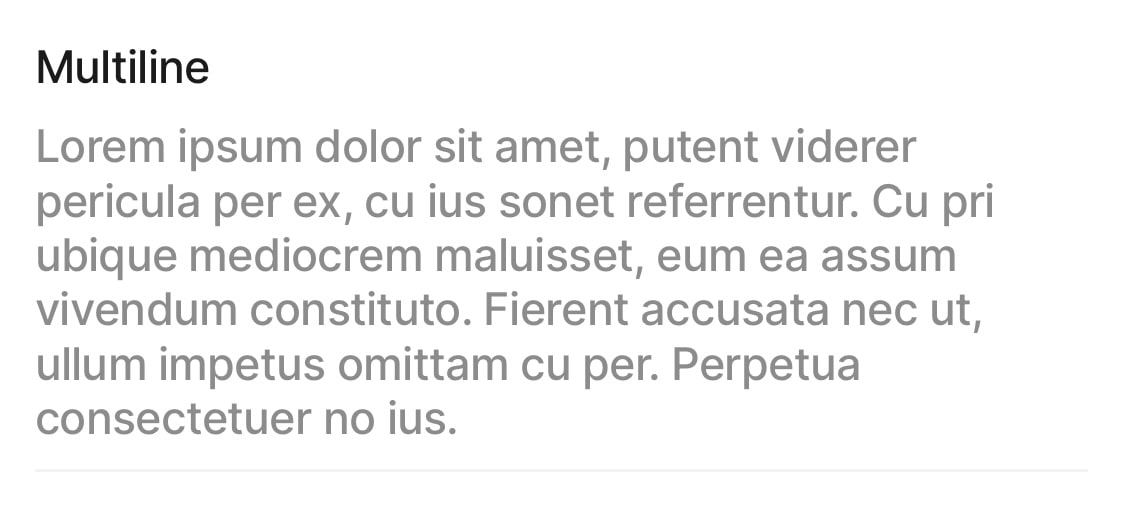 Multiline
Lorem ipsum dolor sit amet, putent viderer
pericula per ex, cu ius sonet referrentur. Cu pri
ubique mediocrem maluisset, eum ea assum
vivendum constituto. Fierent accusata nec ut,
ullum impetus omittam cu per. Perpetua
consectetuer no ius.